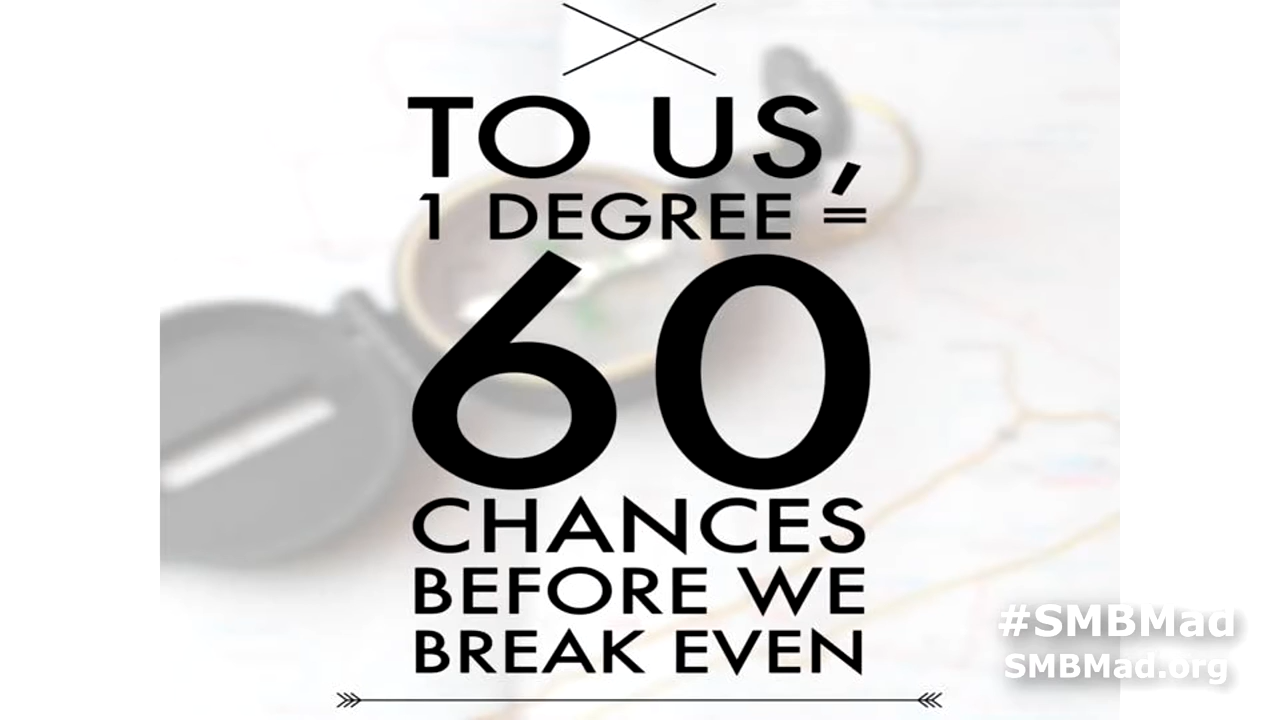 TO US,
1 DEGREE =
60
CHANCES
BEFORE WE
BREAK EVEN
#SMBMad
SMBMad.org